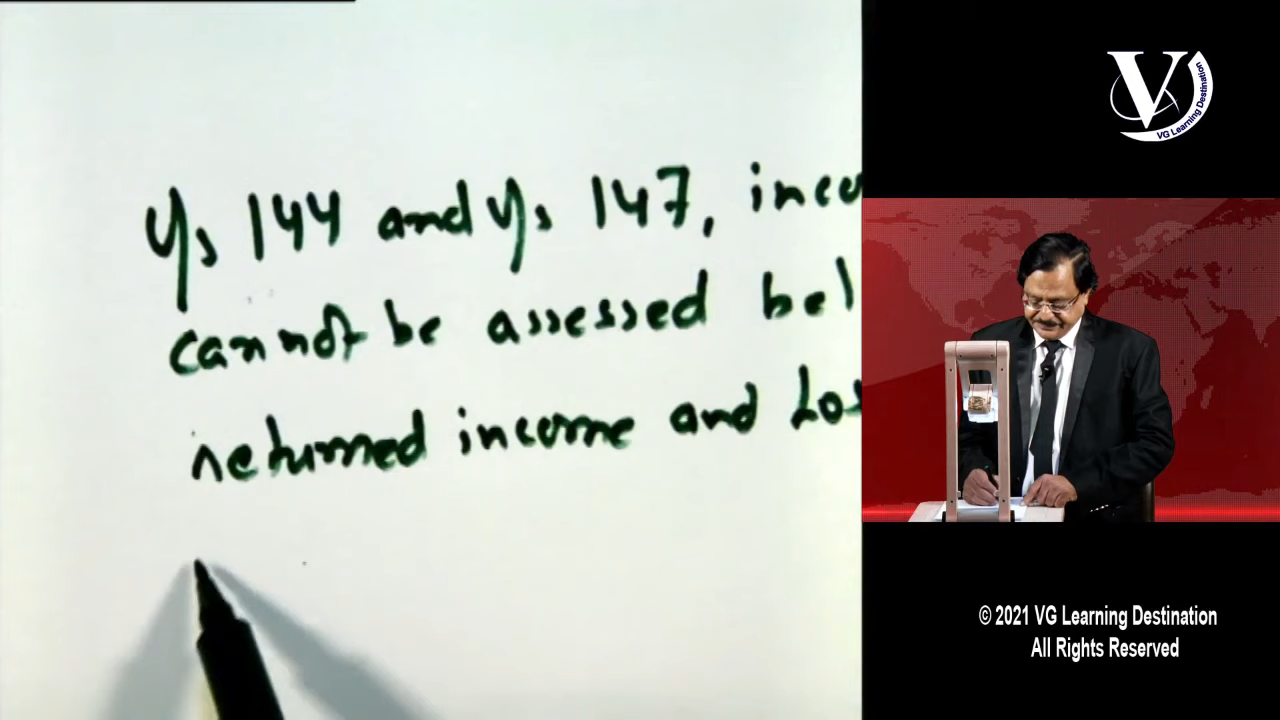 u/s 144 and u/s 147, inco
cannot be assessed bel
returned income and Los
V
VG Learning Destination
© 2021 VG Learning Destination
All Rights Reserved